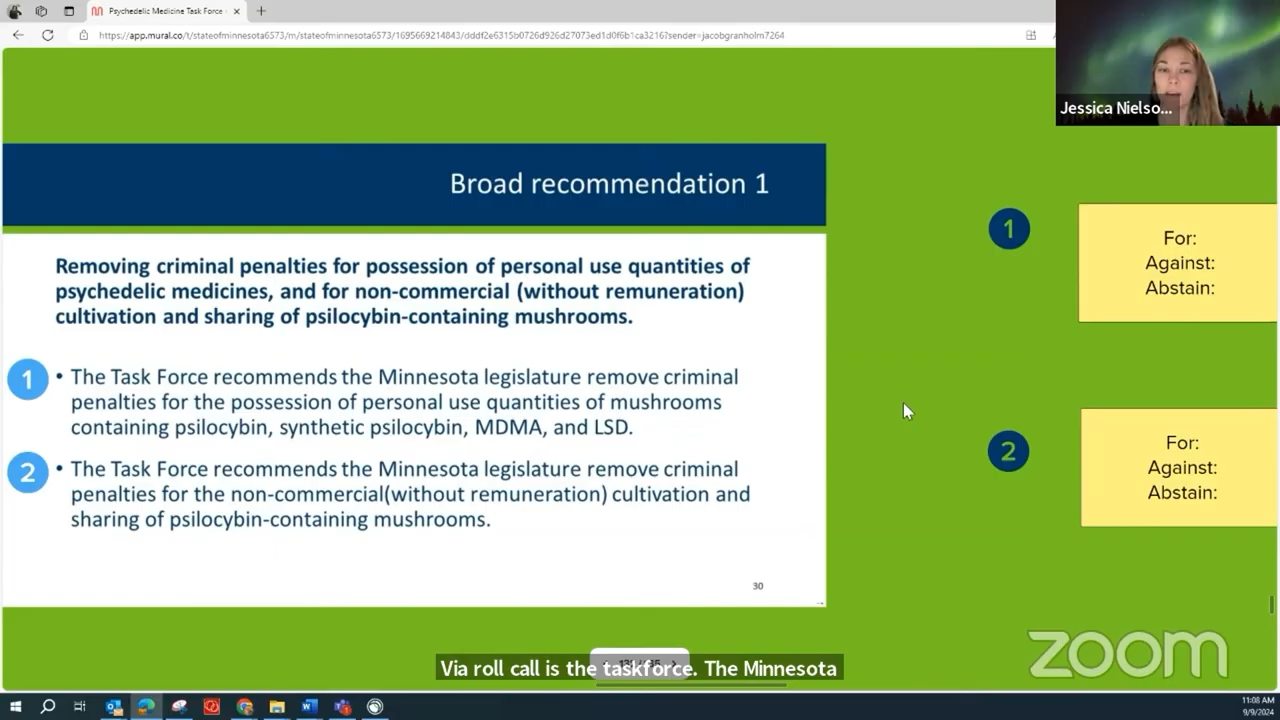 Psychedelic Medicine Task Force
https://app.mural.co/t/stateofminnesota6573/m/stateofminnesota6573/1695669214843/dddf2e6315b0726d926d27073ed1d0f6b1ca3216?sender=jacobgranholm7264
Jessica Nielso...
Broad recommendation 1
Removing criminal penalties for possession of personal use quantities of
psychedelic medicines, and for non-commercial (without remuneration)
cultivation and sharing of psilocybin-containing mushrooms.
1 • The Task Force recommends the Minnesota legislature remove criminal
penalties for the possession of personal use quantities of mushrooms
containing psilocybin, synthetic psilocybin, MDMA, and LSD.
2 • The Task Force recommends the Minnesota legislature remove criminal
penalties for the non-commercial(without remuneration) cultivation and
sharing of psilocybin-containing mushrooms.
30
1
For:
Against:
Abstain:
2
For:
Against:
Abstain:
Via roll call is the taskforce. The Minnesota
zoom
11:08 AM
9/9/2024